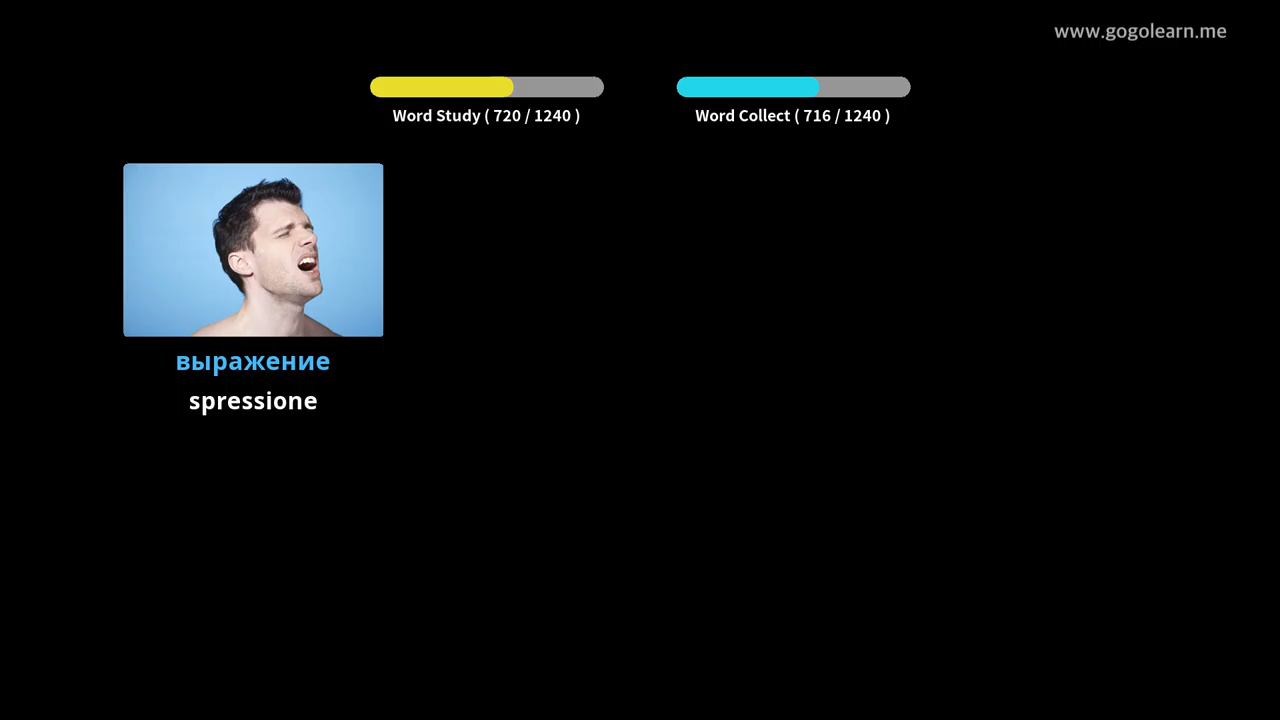 www.gogolearn.me
Word Study ( 720 / 1240 )
Word Collect ( 716 / 1240 )
выражение
spressione